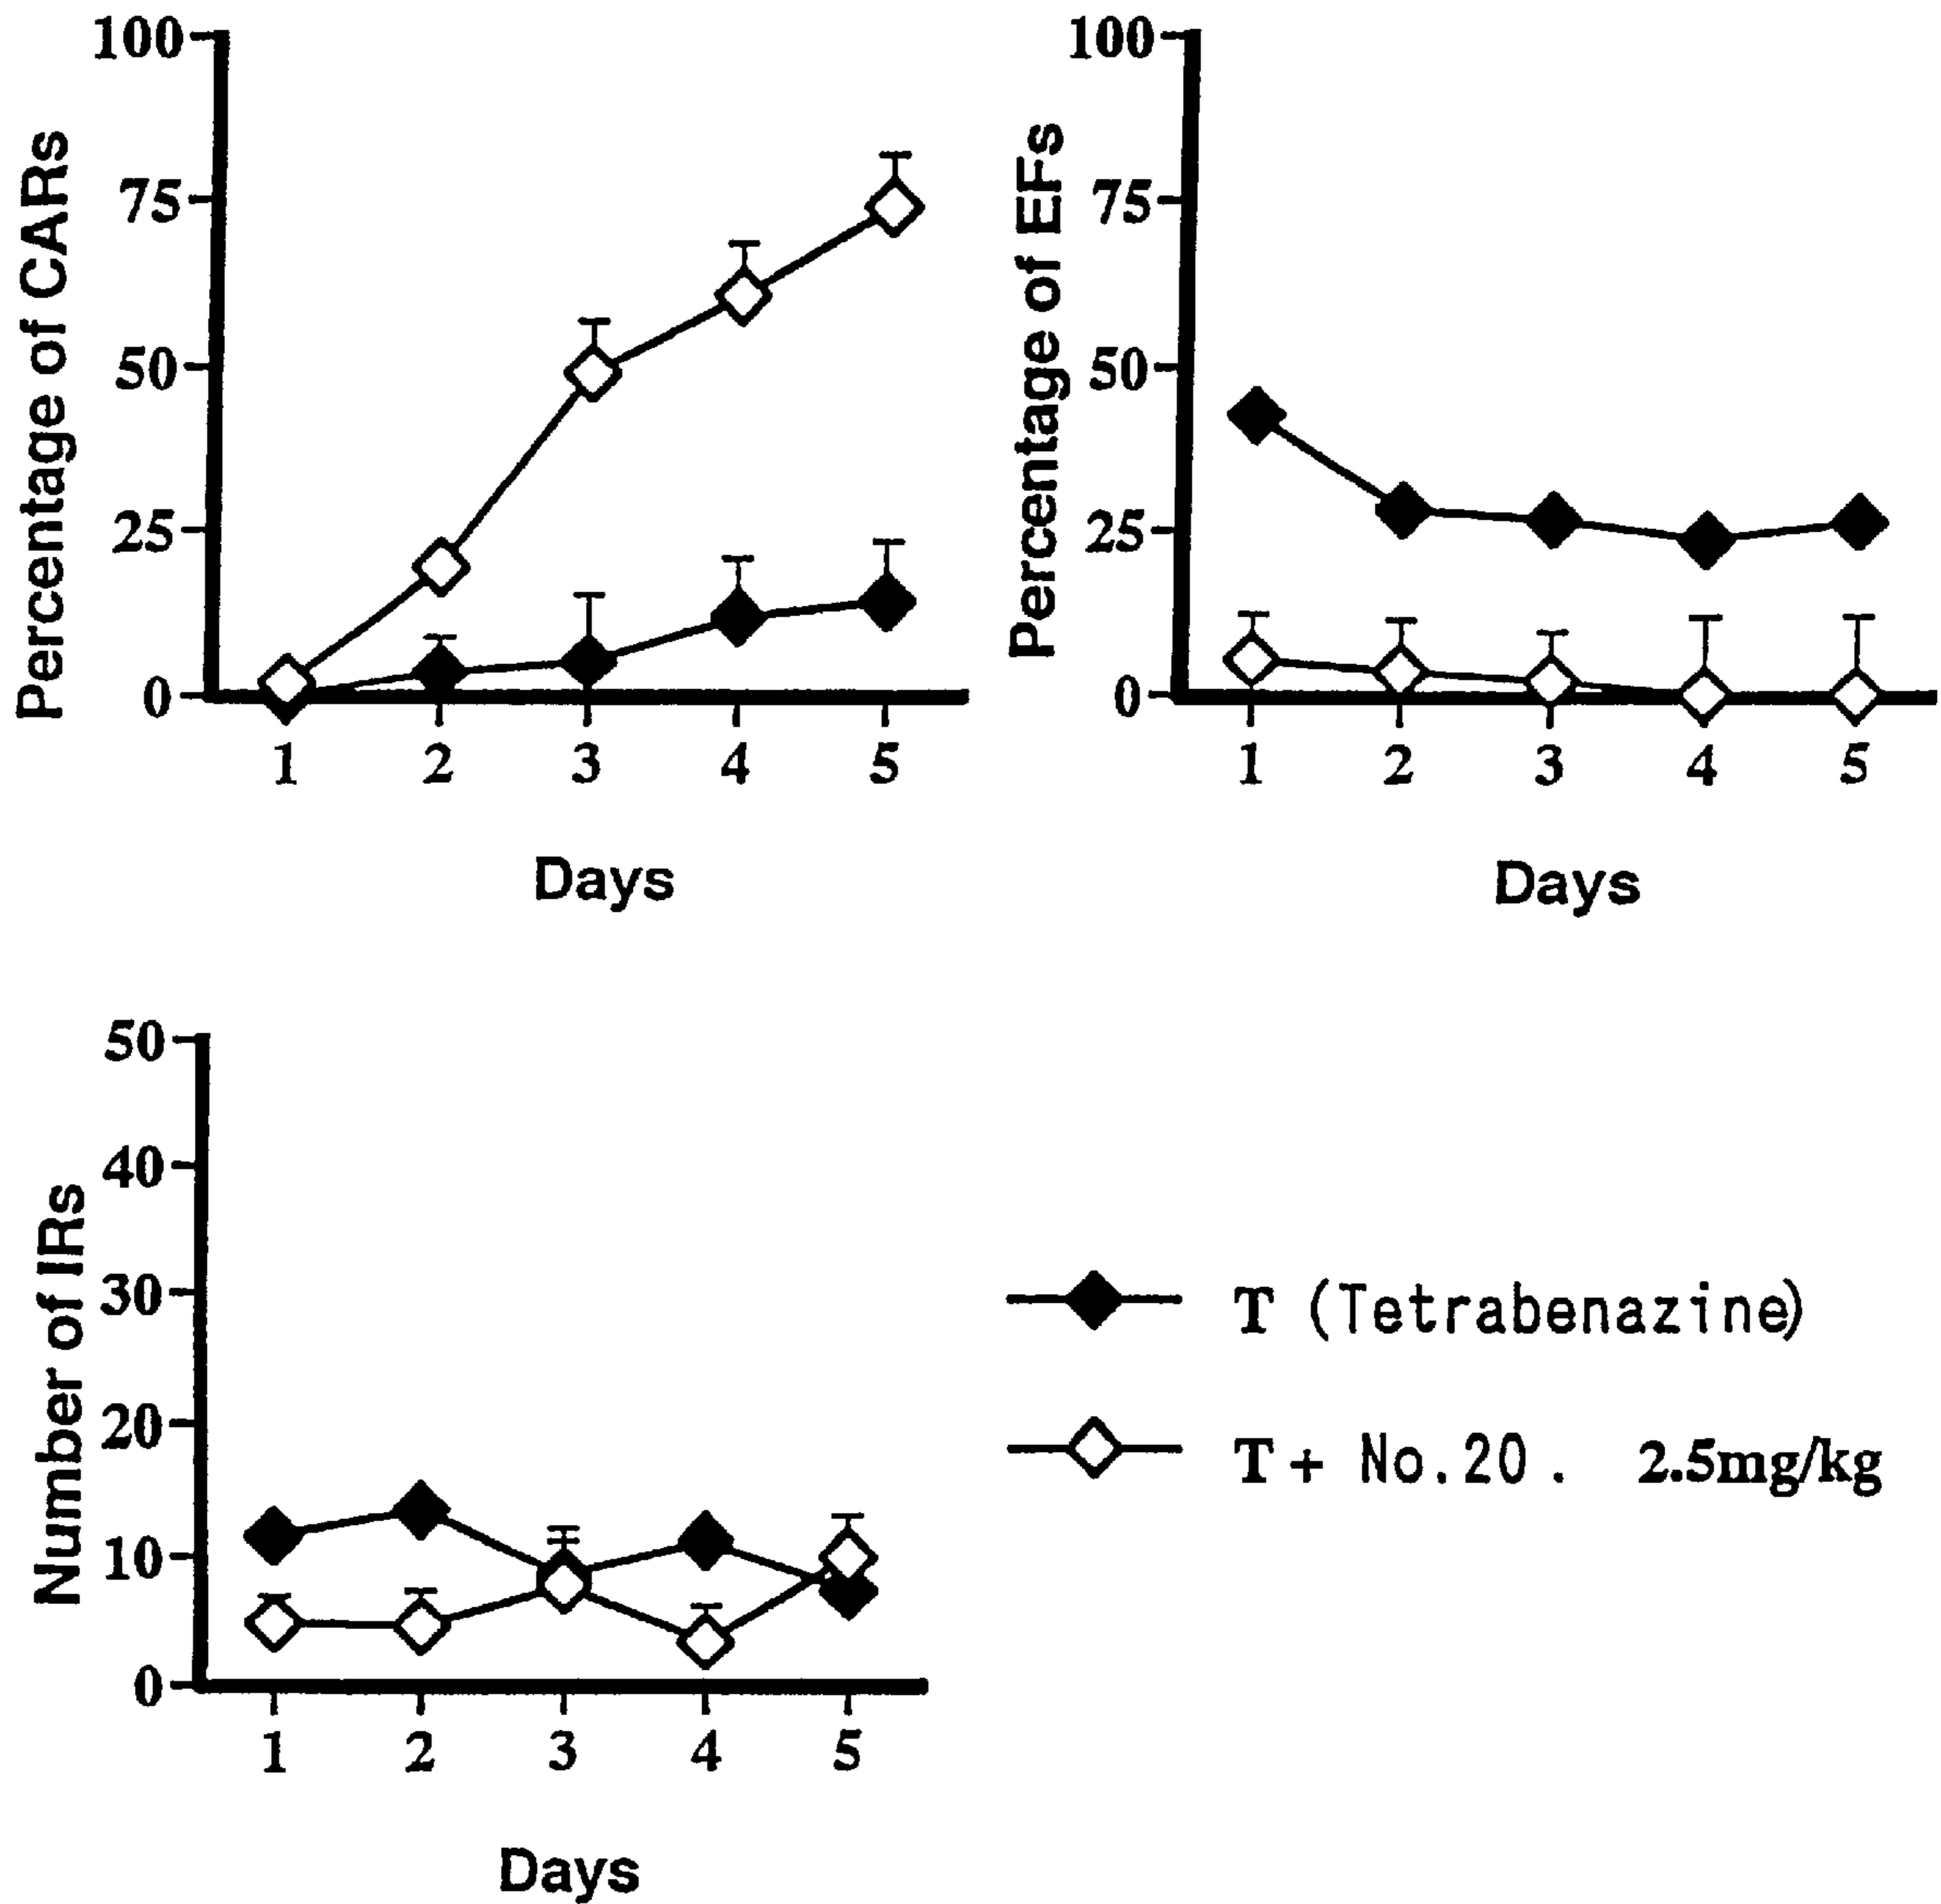 Percentage of CARs
100
75
50
25
0
1 2 3 4 5
Days
Percentage of EFs
100
75
50
25
0
1 2 3 4 5
Days
Number of IRs
50
40
30
20
10
0
1 2 3 4 5
Days
T (Tetrabenazine)
T + No.20. 2.5mg/kg